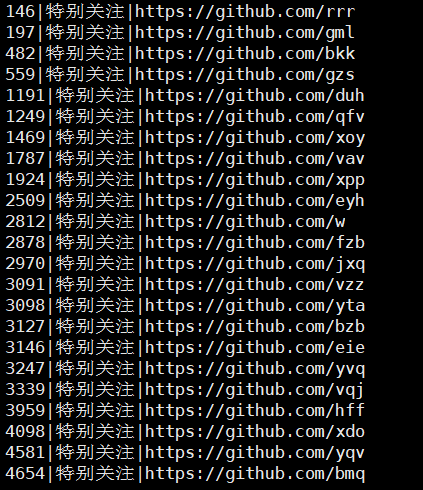 146|特别关注|https://github.com/rrr
197|特别关注|https://github.com/gml
482|特别关注|https://github.com/bkk
559|特别关注|https://github.com/gzs
1191|特别关注|https://github.com/duh
1249|特别关注|https://github.com/qfv
1469|特别关注|https://github.com/xoy
1787|特别关注|https://github.com/vav
1924|特别关注|https://github.com/xpp
2509|特别关注|https://github.com/eyh
2812|特别关注|https://github.com/w
2878|特别关注|https://github.com/fzb
2970|特别关注|https://github.com/jxq
3091|特别关注|https://github.com/vzz
3098|特别关注|https://github.com/yta
3127|特别关注|https://github.com/bzb
3146|特别关注|https://github.com/eie
3247|特别关注|https://github.com/yvq
3339|特别关注|https://github.com/vqj
3959|特别关注|https://github.com/hff
4098|特别关注|https://github.com/xdo
4581|特别关注|https://github.com/yqv
4654|特别关注|https://github.com/bmq